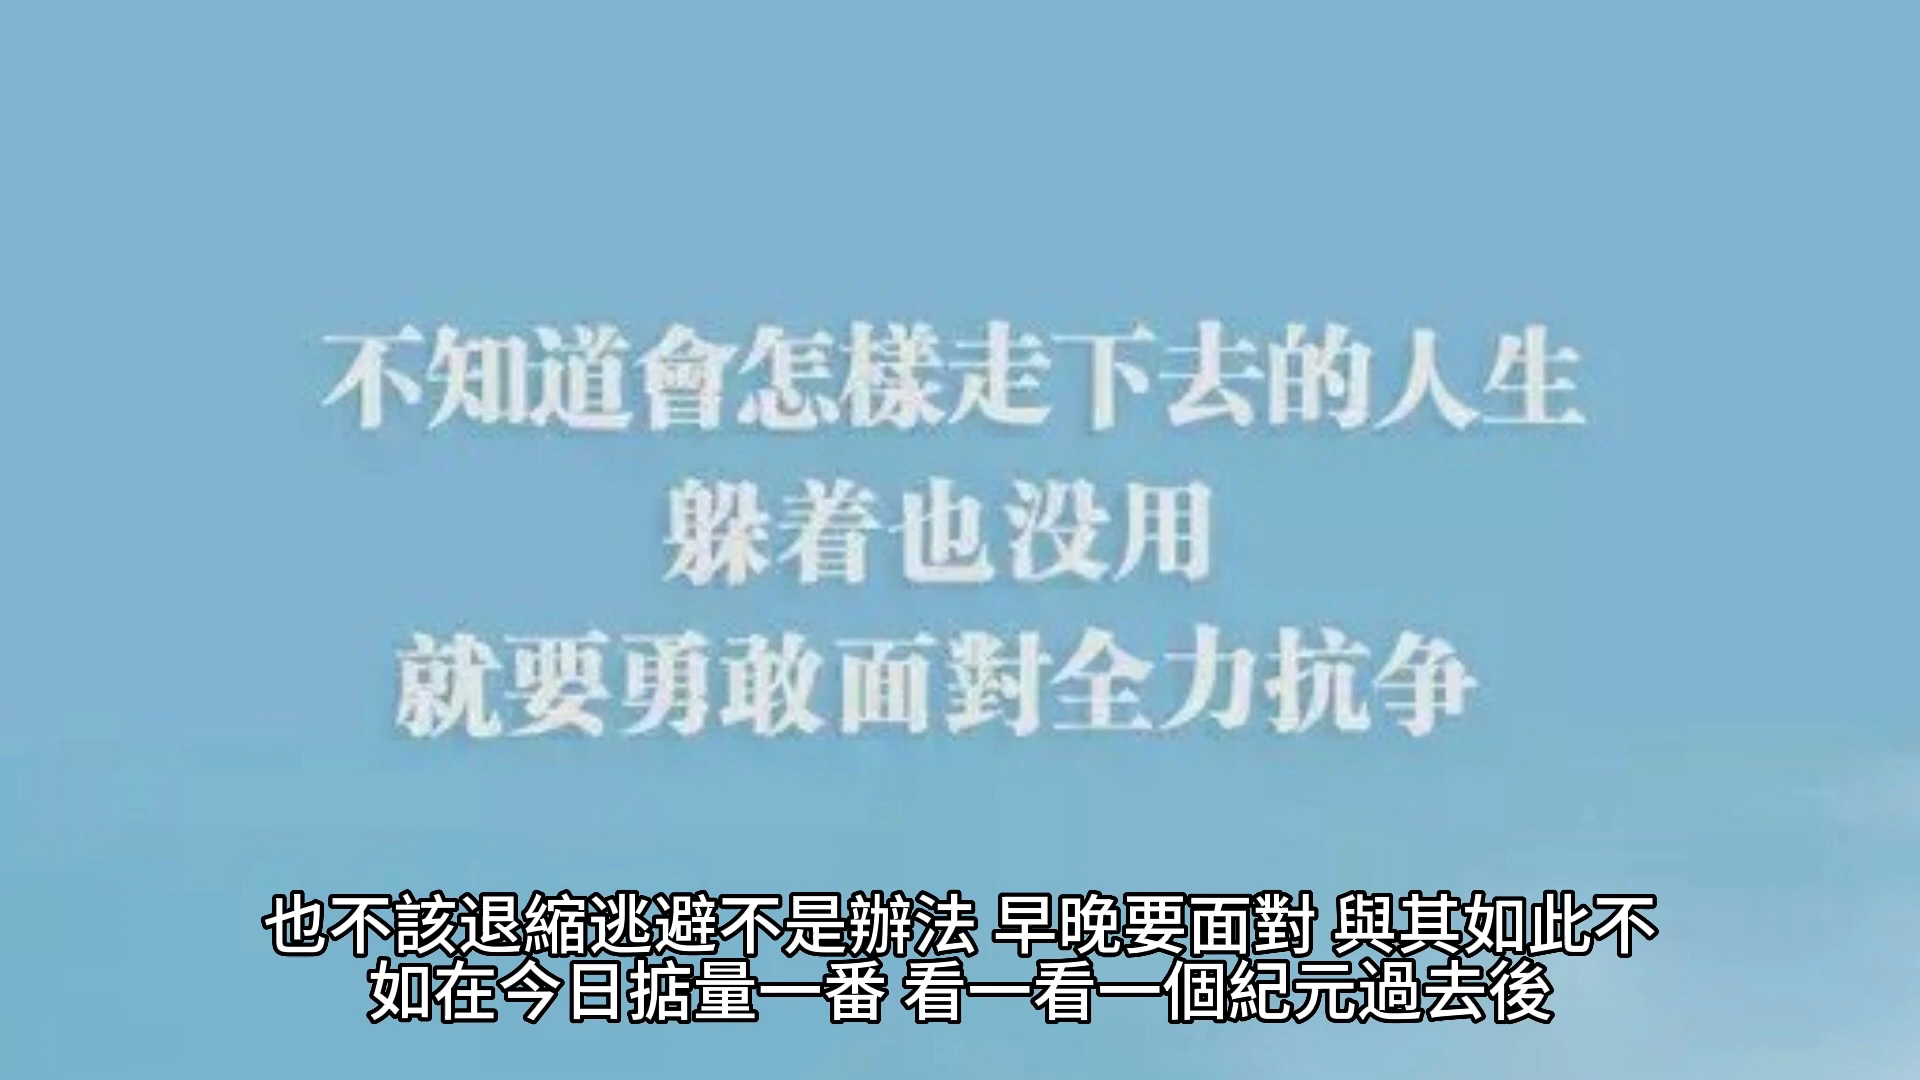 不知道會怎樣走下去的人生
躲着也没用
就要勇敢面對全力抗争
也不該退縮逃避不是辦法 早晚要面對 與其如此不
如在今日掂量一番 看一看一個紀元過去後